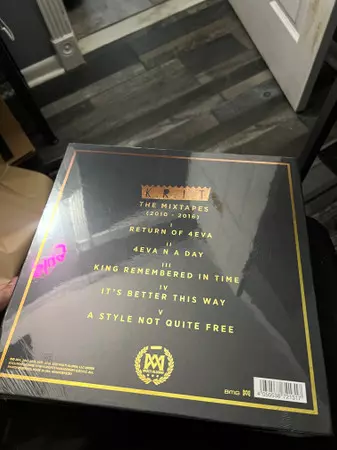 K R I T
THE MIXTAPES
(2010 - 2016)
I
RETURN OF 4EVA
II
4EVA N A DAY
III
KING REMEMBERED IN TIME
IV
IT'S BETTER THIS WAY
V
A STYLE NOT QUITE FREE
BMG